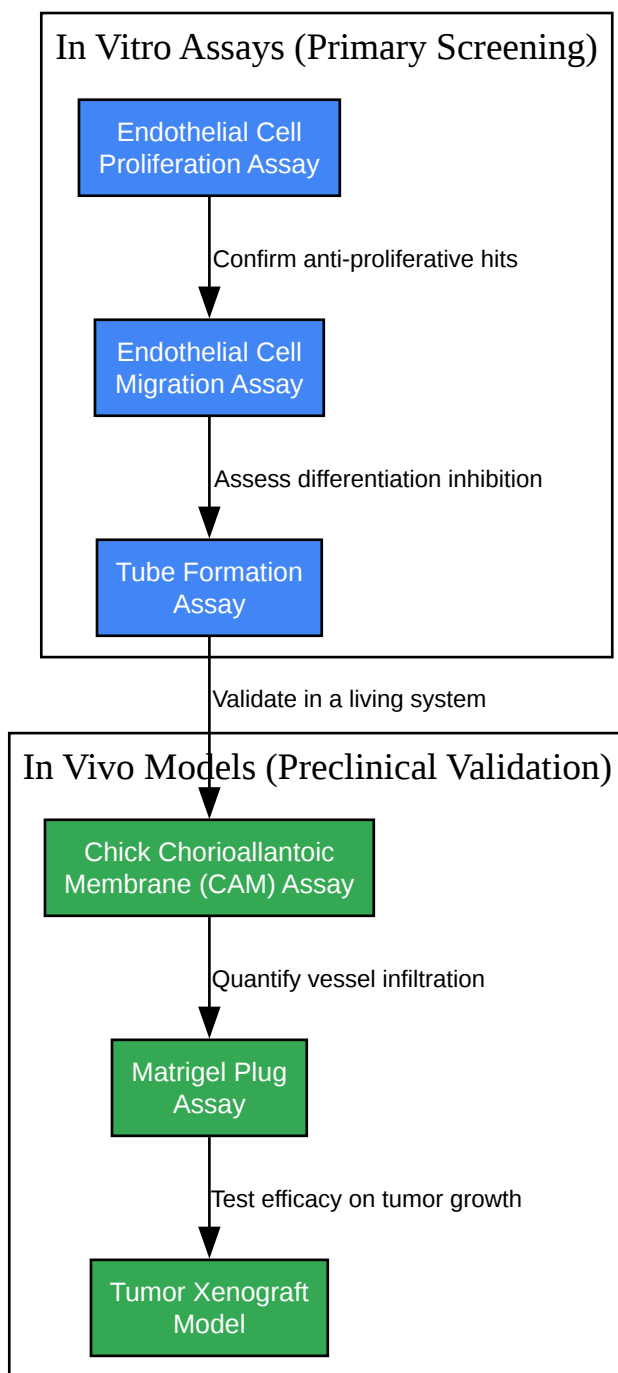 In Vitro Assays (Primary Screening)
Endothelial Cell
Proliferation Assay
Confirm anti-proliferative hits
Endothelial Cell
Migration Assay
Assess differentiation inhibition
Tube Formation
Assay
Validate in a living system
In Vivo Models (Preclinical Validation)
Chick Chorioallantoic
Membrane (CAM) Assay
Quantify vessel infiltration
Matrigel Plug
Assay
Test efficacy on tumor growth
Tumor Xenograft
Model